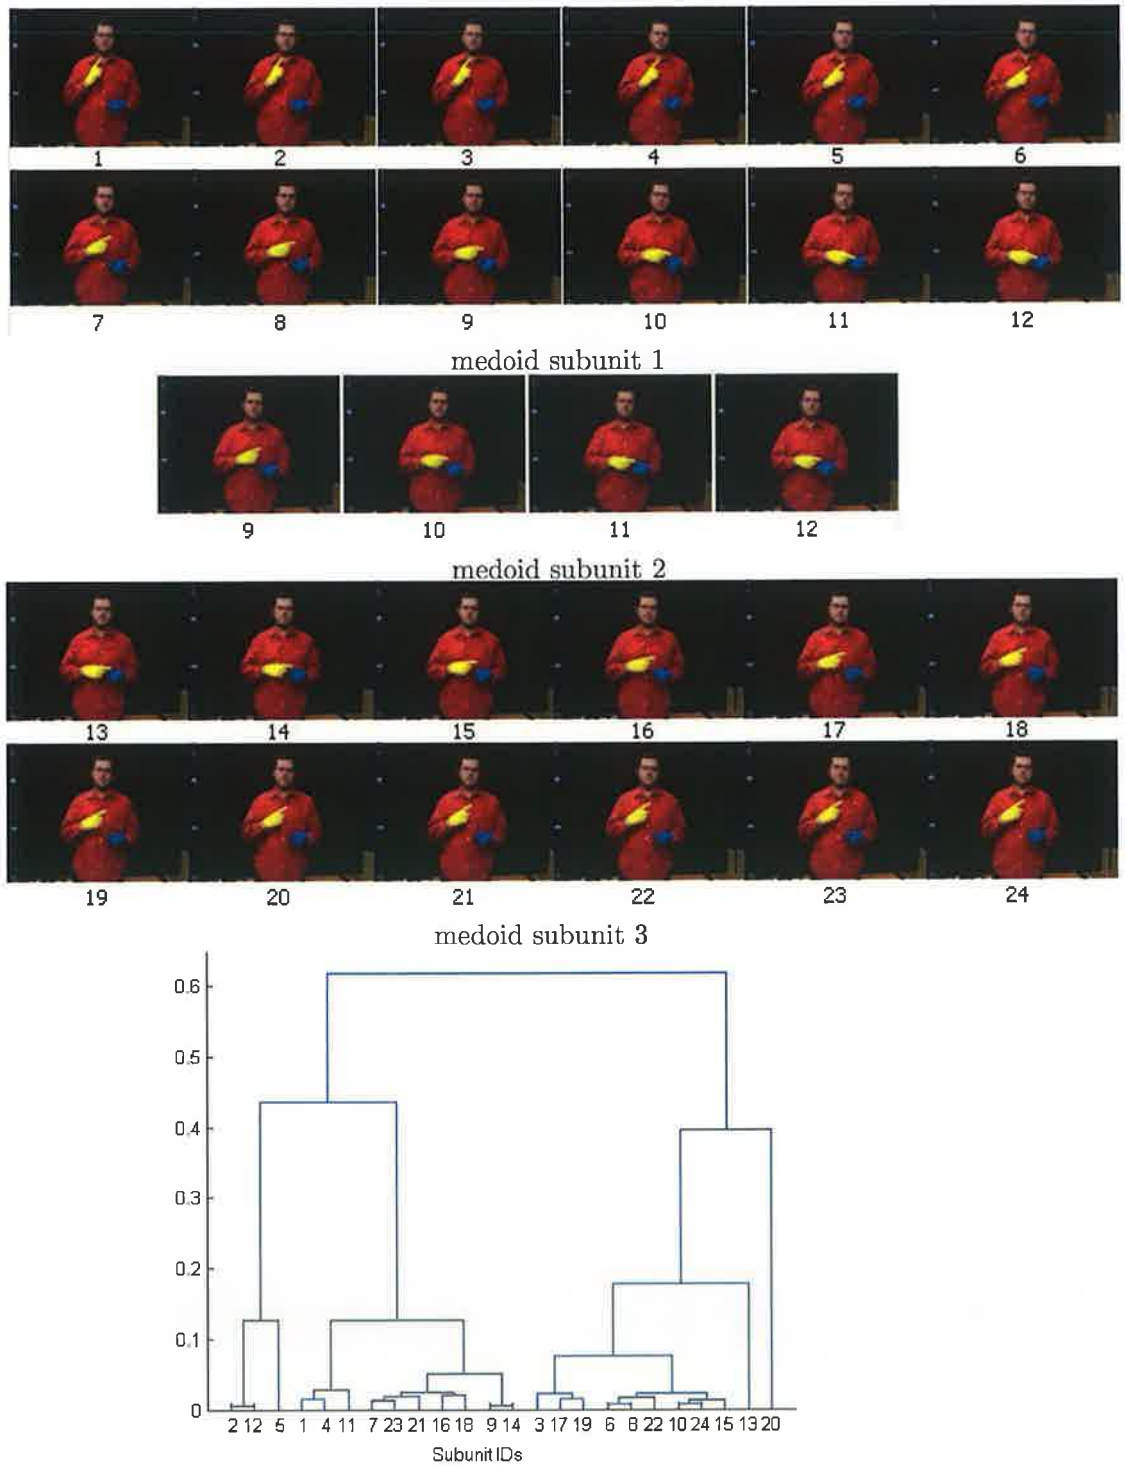 1 2 3 4 5 6
7 8 9 10 11 12
medoid subunit 1
9 10 11 12
medoid subunit 2
13 14 15 16 17 18
19 20 21 22 23 24
medoid subunit 3
0.6
0.5
0.4
0.3
0.2
0.1
0
2 12 5 1 4 11 7 23 21 16 18 9 14 3 17 19 6 8 22 10 24 15 13 20
Subunit IDs